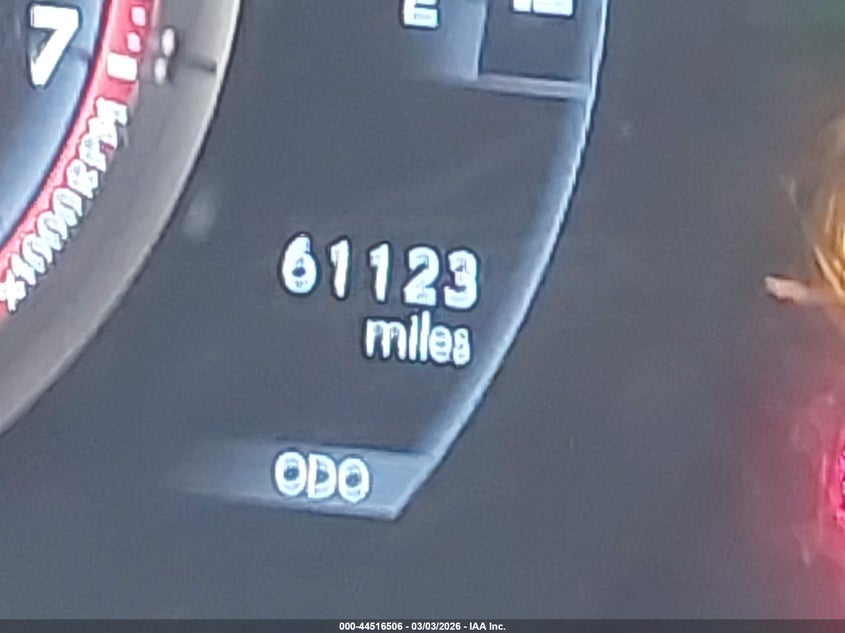 7
x1000RPM
E
61123
miles
ODO
000-44516506 - 03/03/2026 - IAA Inc.